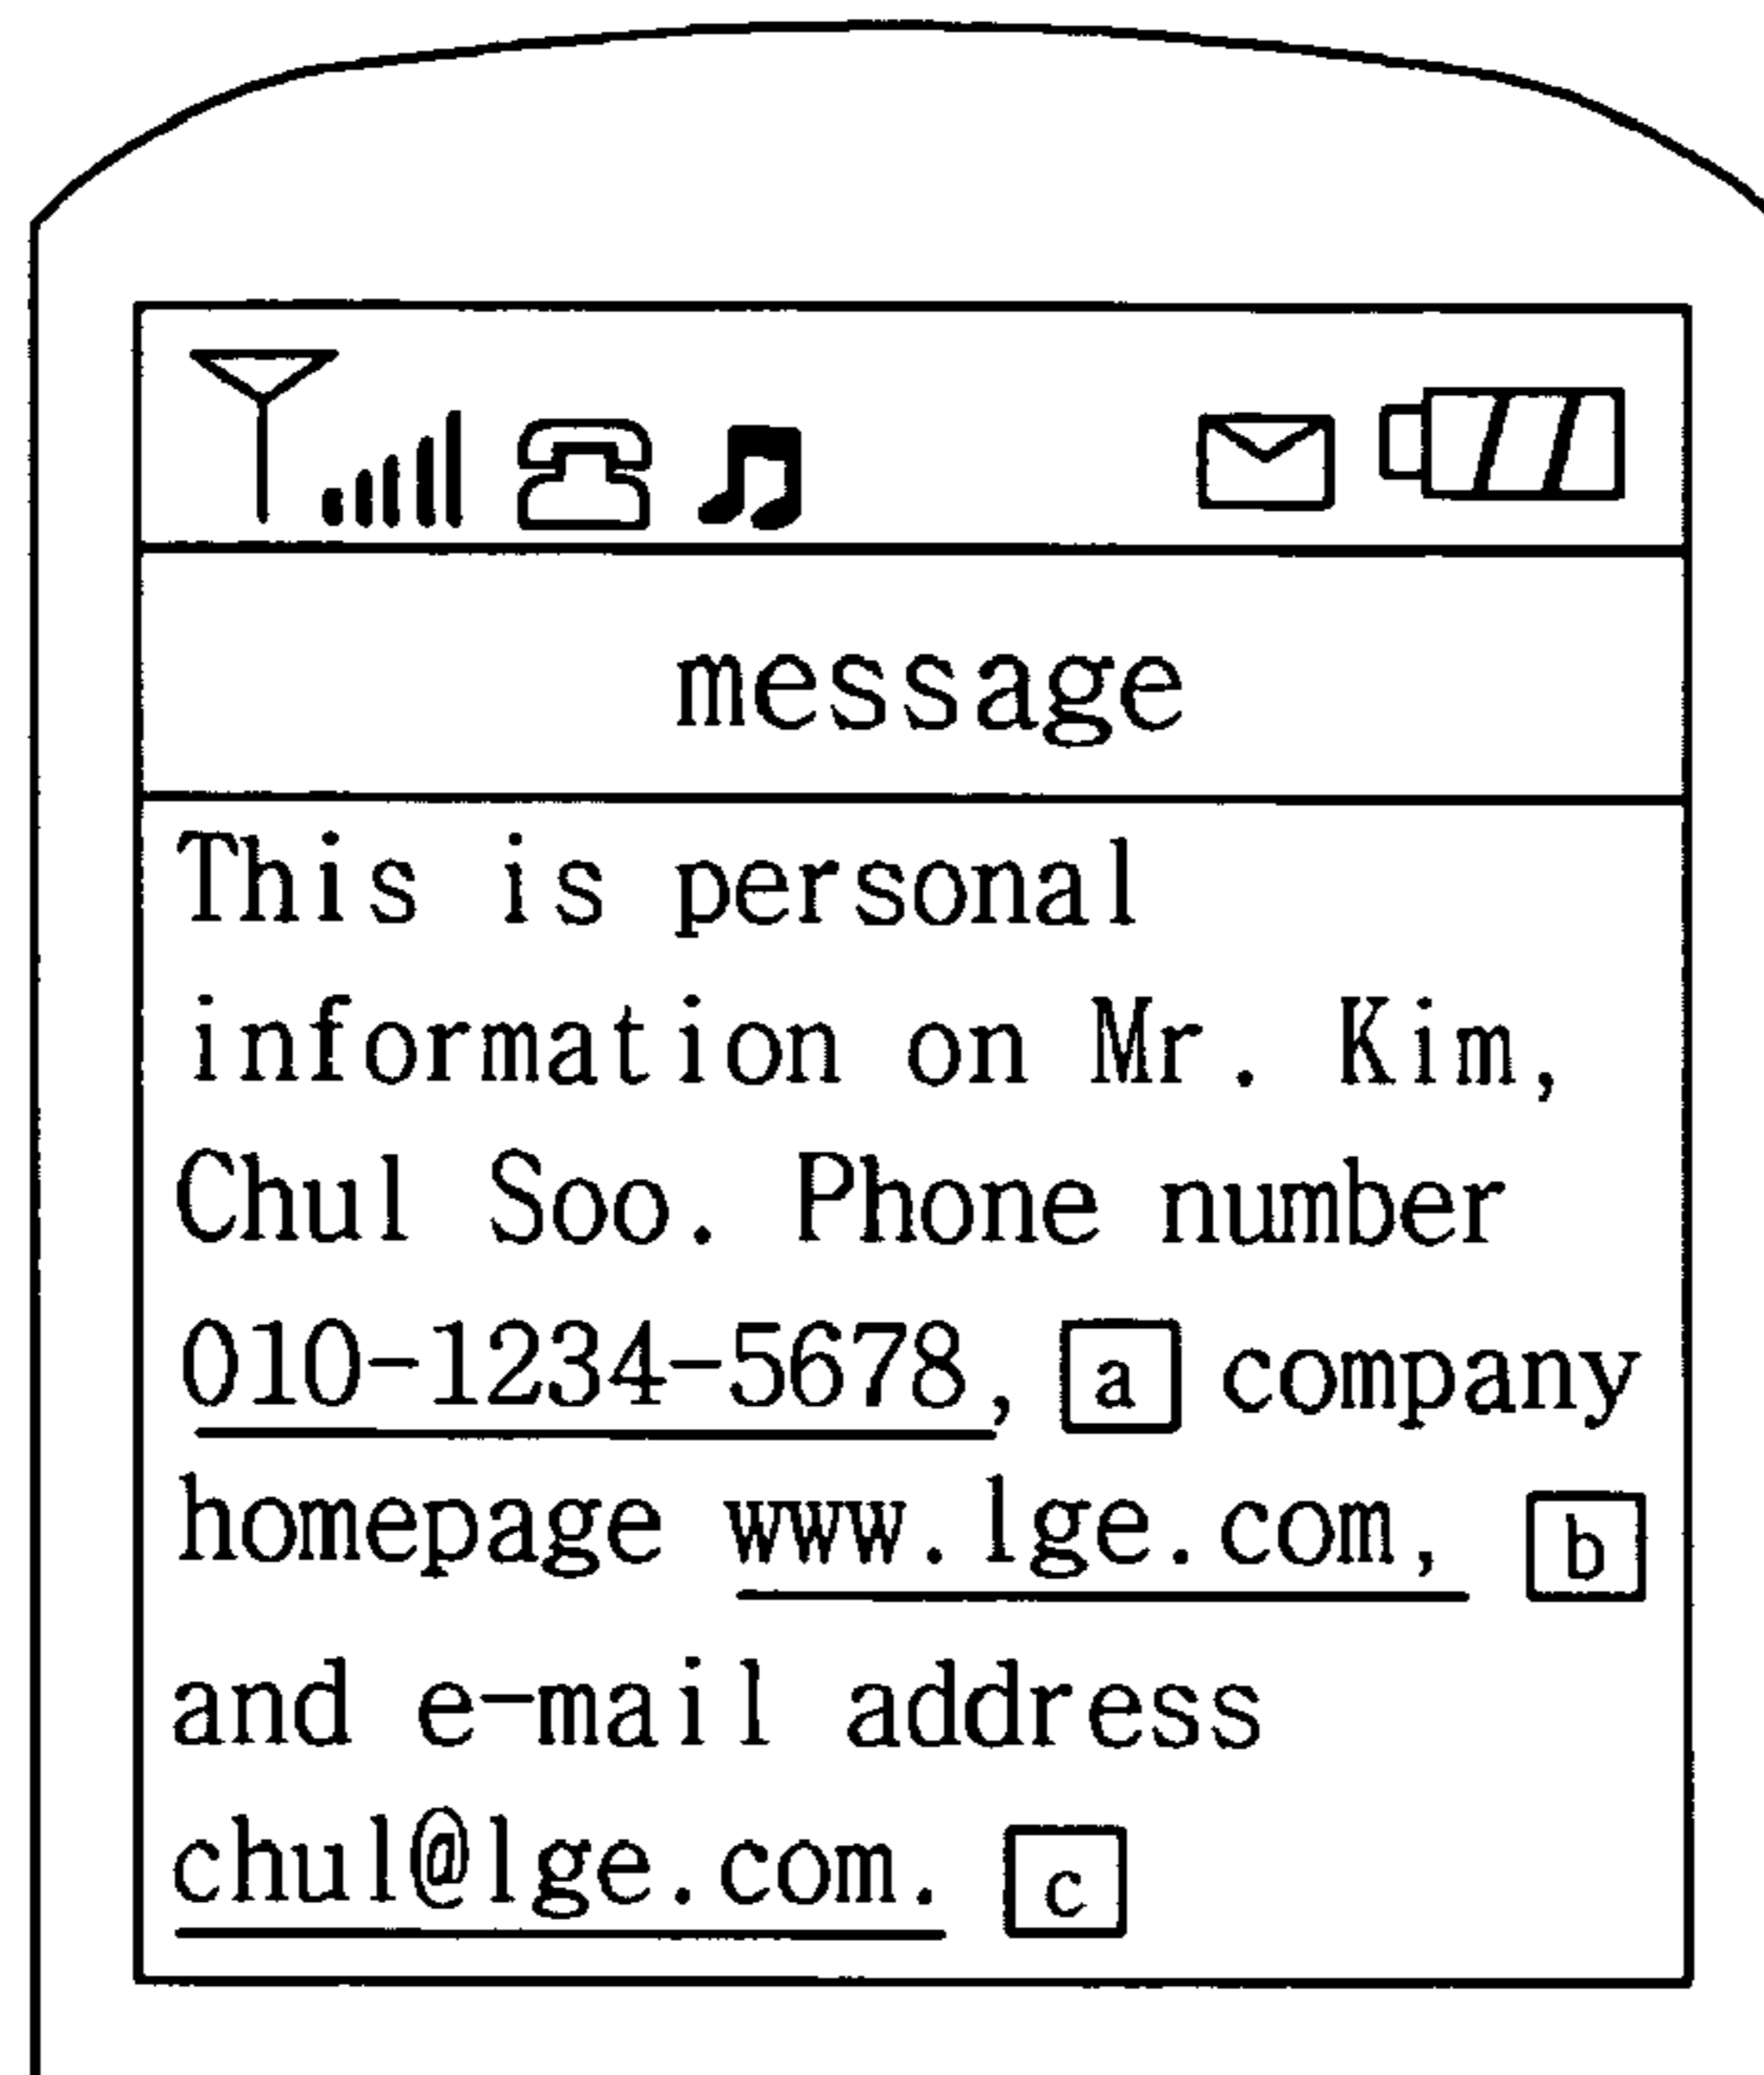 message
This is personal
information on Mr. Kim,
Chul Soo. Phone number
010-1234-5678, a company
homepage www.lge.com, b
and e-mail address
chul@lge.com. c